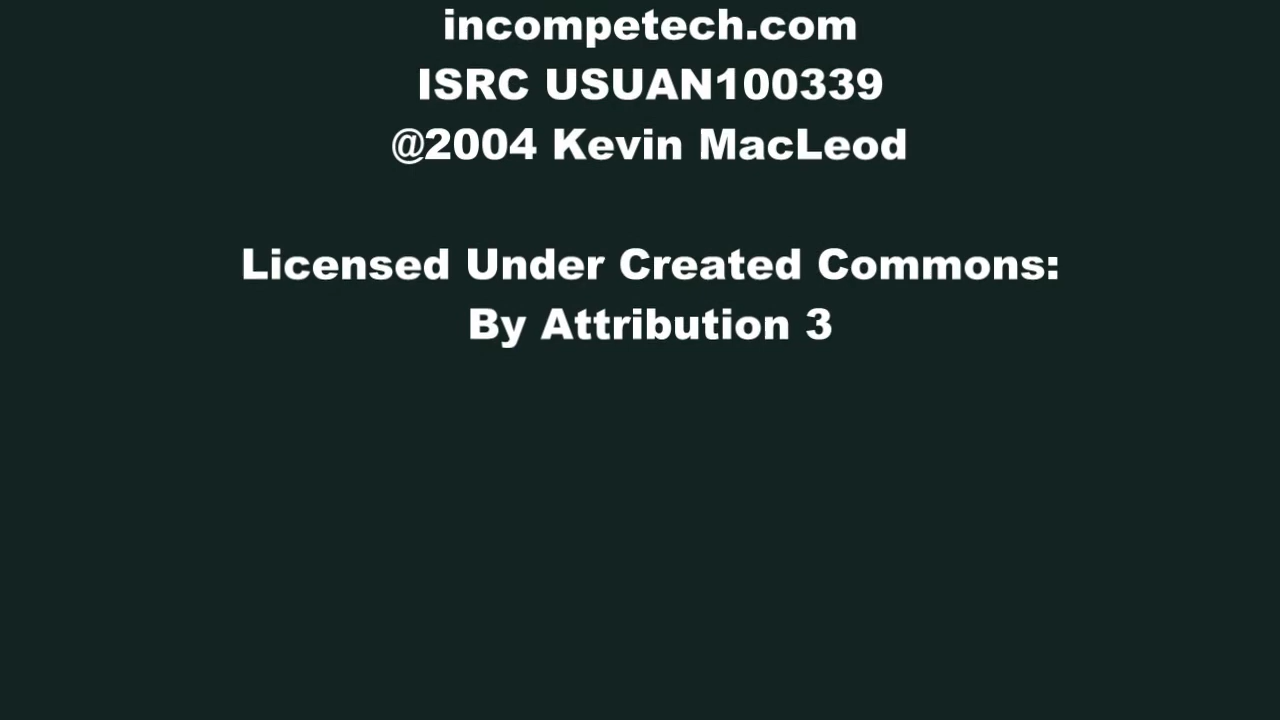 incompetech.com
ISRC USUAN100339
@2004 Kevin MacLeod
Licensed Under Created Commons:
By Attribution 3